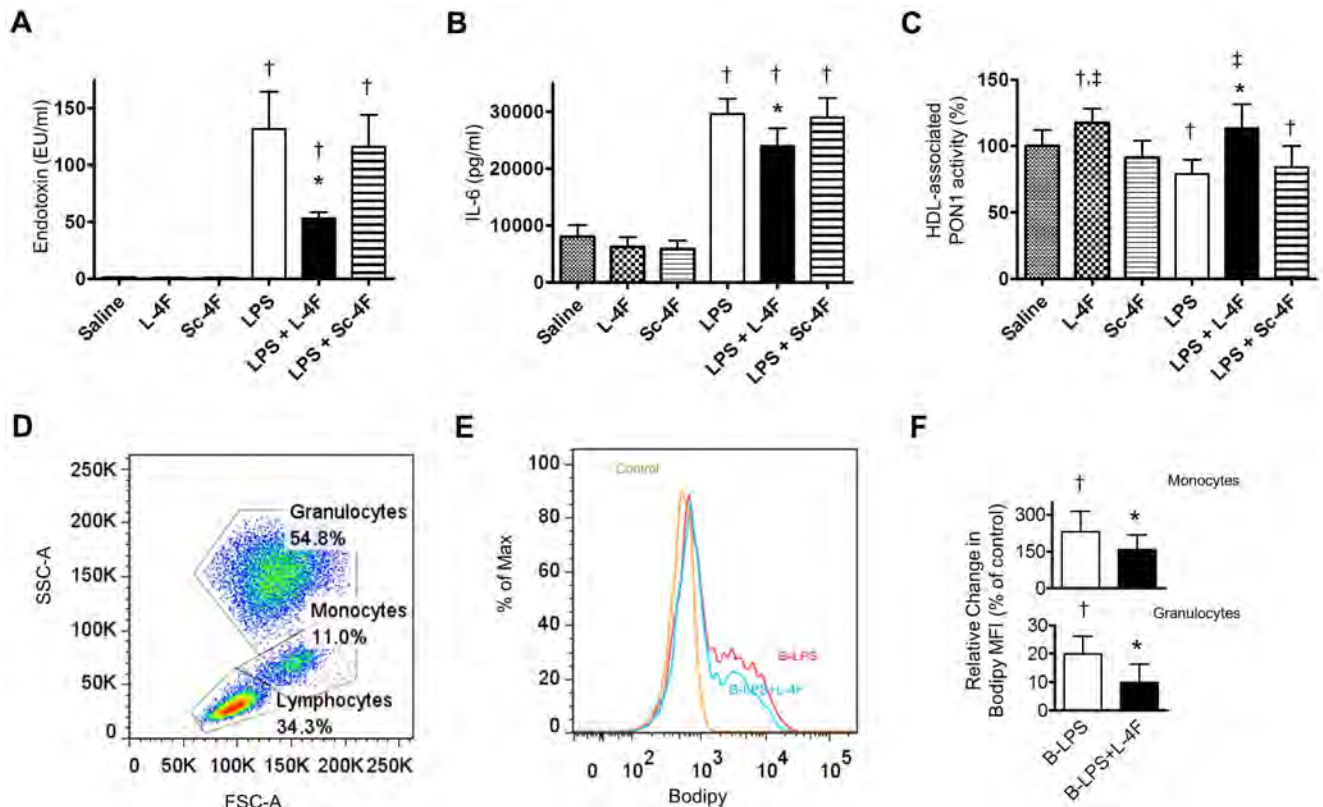 A
Endotoxin (EU/ml)
150
100
50
0
†
†
*
†
Saline
L-4F
Sc-4F
LPS
LPS + L-4F
LPS + Sc-4F
B
IL-6 (pg/ml)
30000
20000
10000
0
†
†
*
†
Saline
L-4F
Sc-4F
LPS
LPS + L-4F
LPS + Sc-4F
C
HDL-associated
PON1 activity (%)
150
100
50
0
†,‡
†
‡
*
†
Saline
L-4F
Sc-4F
LPS
LPS + L-4F
LPS + Sc-4F
D
SSC-A
250K
200K
150K
100K
50K
0
Granulocytes
54.8%
Monocytes
11.0%
Lymphocytes
34.3%
0 50K 100K 150K 200K 250K
FSC-A
E
% of Max
100
80
60
40
20
0
Control
B-LPS
B-LPS+L-4F
0 10² 10³ 10⁴ 10⁵
Bodipy
F
Relative Change in
Bodipy MFI (% of control)
Monocytes
300
150
0
†
*
Granulocytes
30
20
10
0
†
*
B-LPS
B-LPS+L-4F